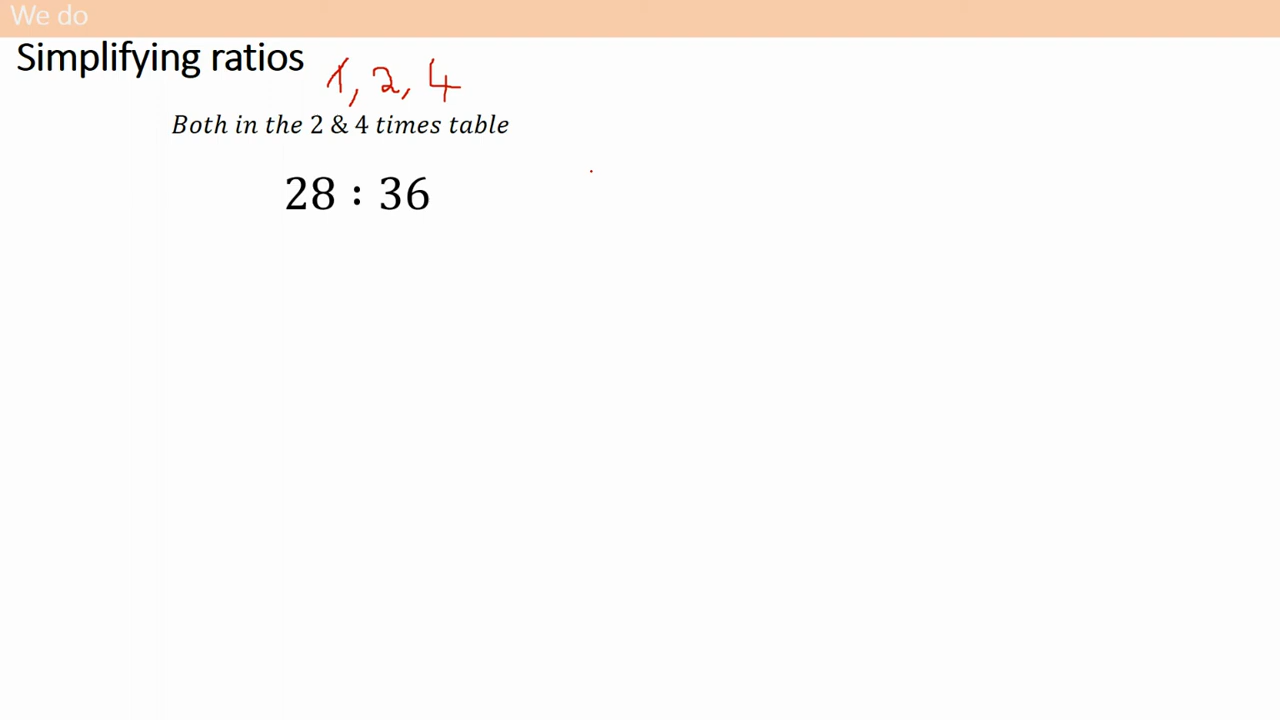 We do
Simplifying ratios
1, 2, 4
Both in the 2 & 4 times table
28 : 36